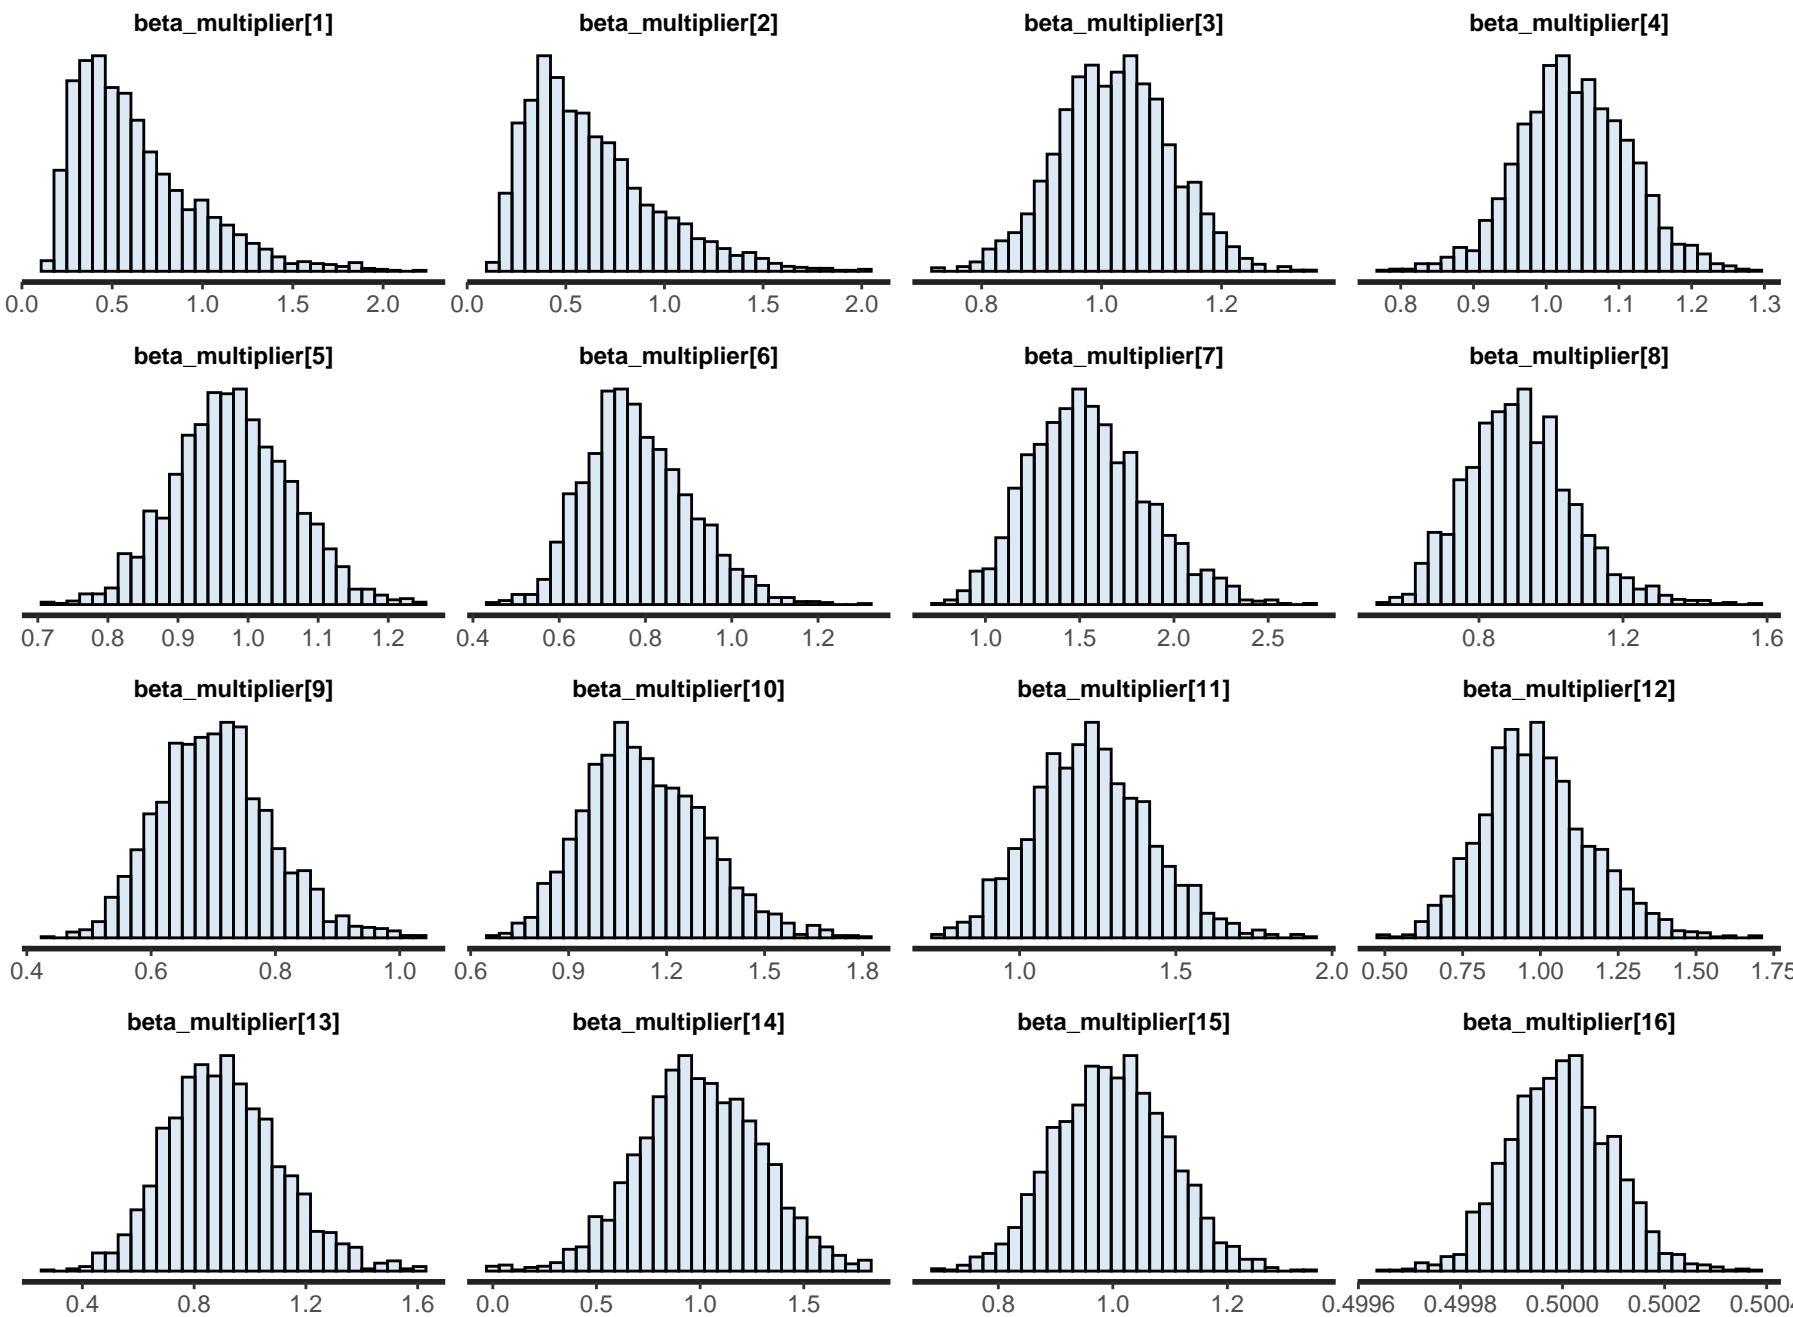 beta_multiplier[1] beta_multiplier[2] beta_multiplier[3] beta_multiplier[4]
0.0 0.5 1.0 1.5 2.0 0.0 0.5 1.0 1.5 2.0 0.8 1.0 1.2 0.8 0.9 1.0 1.1 1.2 1.3
beta_multiplier[5] beta_multiplier[6] beta_multiplier[7] beta_multiplier[8]
0.7 0.8 0.9 1.0 1.1 1.2 0.4 0.6 0.8 1.0 1.2 1.0 1.5 2.0 2.5 0.8 1.2 1.6
beta_multiplier[9] beta_multiplier[10] beta_multiplier[11] beta_multiplier[12]
0.4 0.6 0.8 1.0 0.6 0.9 1.2 1.5 1.8 1.0 1.5 2.0 0.50 0.75 1.00 1.25 1.50 1.75
beta_multiplier[13] beta_multiplier[14] beta_multiplier[15] beta_multiplier[16]
0.4 0.8 1.2 1.6 0.0 0.5 1.0 1.5 0.8 1.0 1.2 0.4996 0.4998 0.5000 0.5002 0.5004